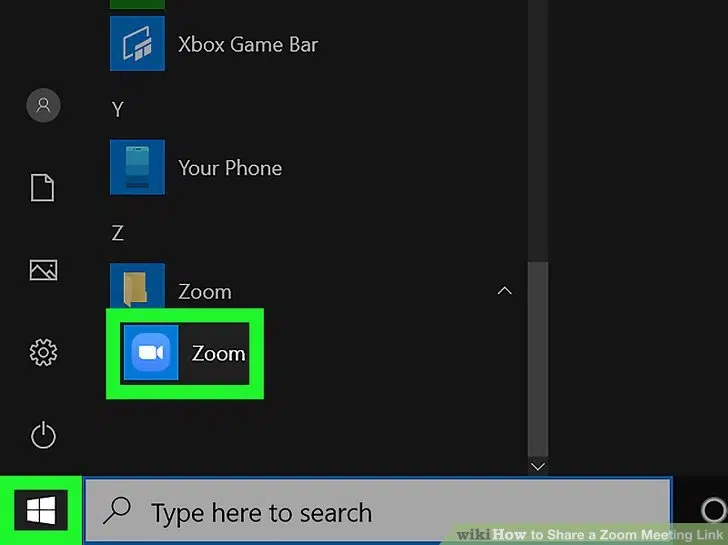 Xbox Game Bar
Y
Your Phone
Z
Zoom
Zoom
Type here to search
wikiHow to Share a Zoom Meeting Link